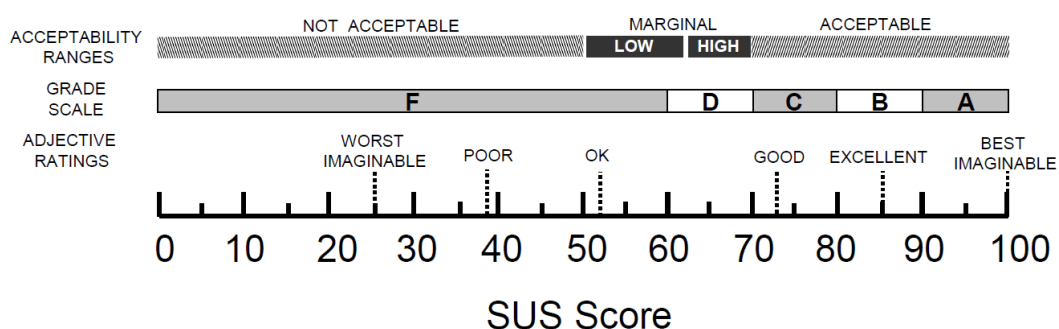 NOT ACCEPTABLE MARGINAL ACCEPTABLE
ACCEPTABILITY
RANGES
LOW HIGH
GRADE
SCALE
F D C B A
ADJECTIVE
RATINGS
WORST
IMAGINABLE
POOR
OK
GOOD
EXCELLENT
BEST
IMAGINABLE
0 10 20 30 40 50 60 70 80 90 100
SUS Score